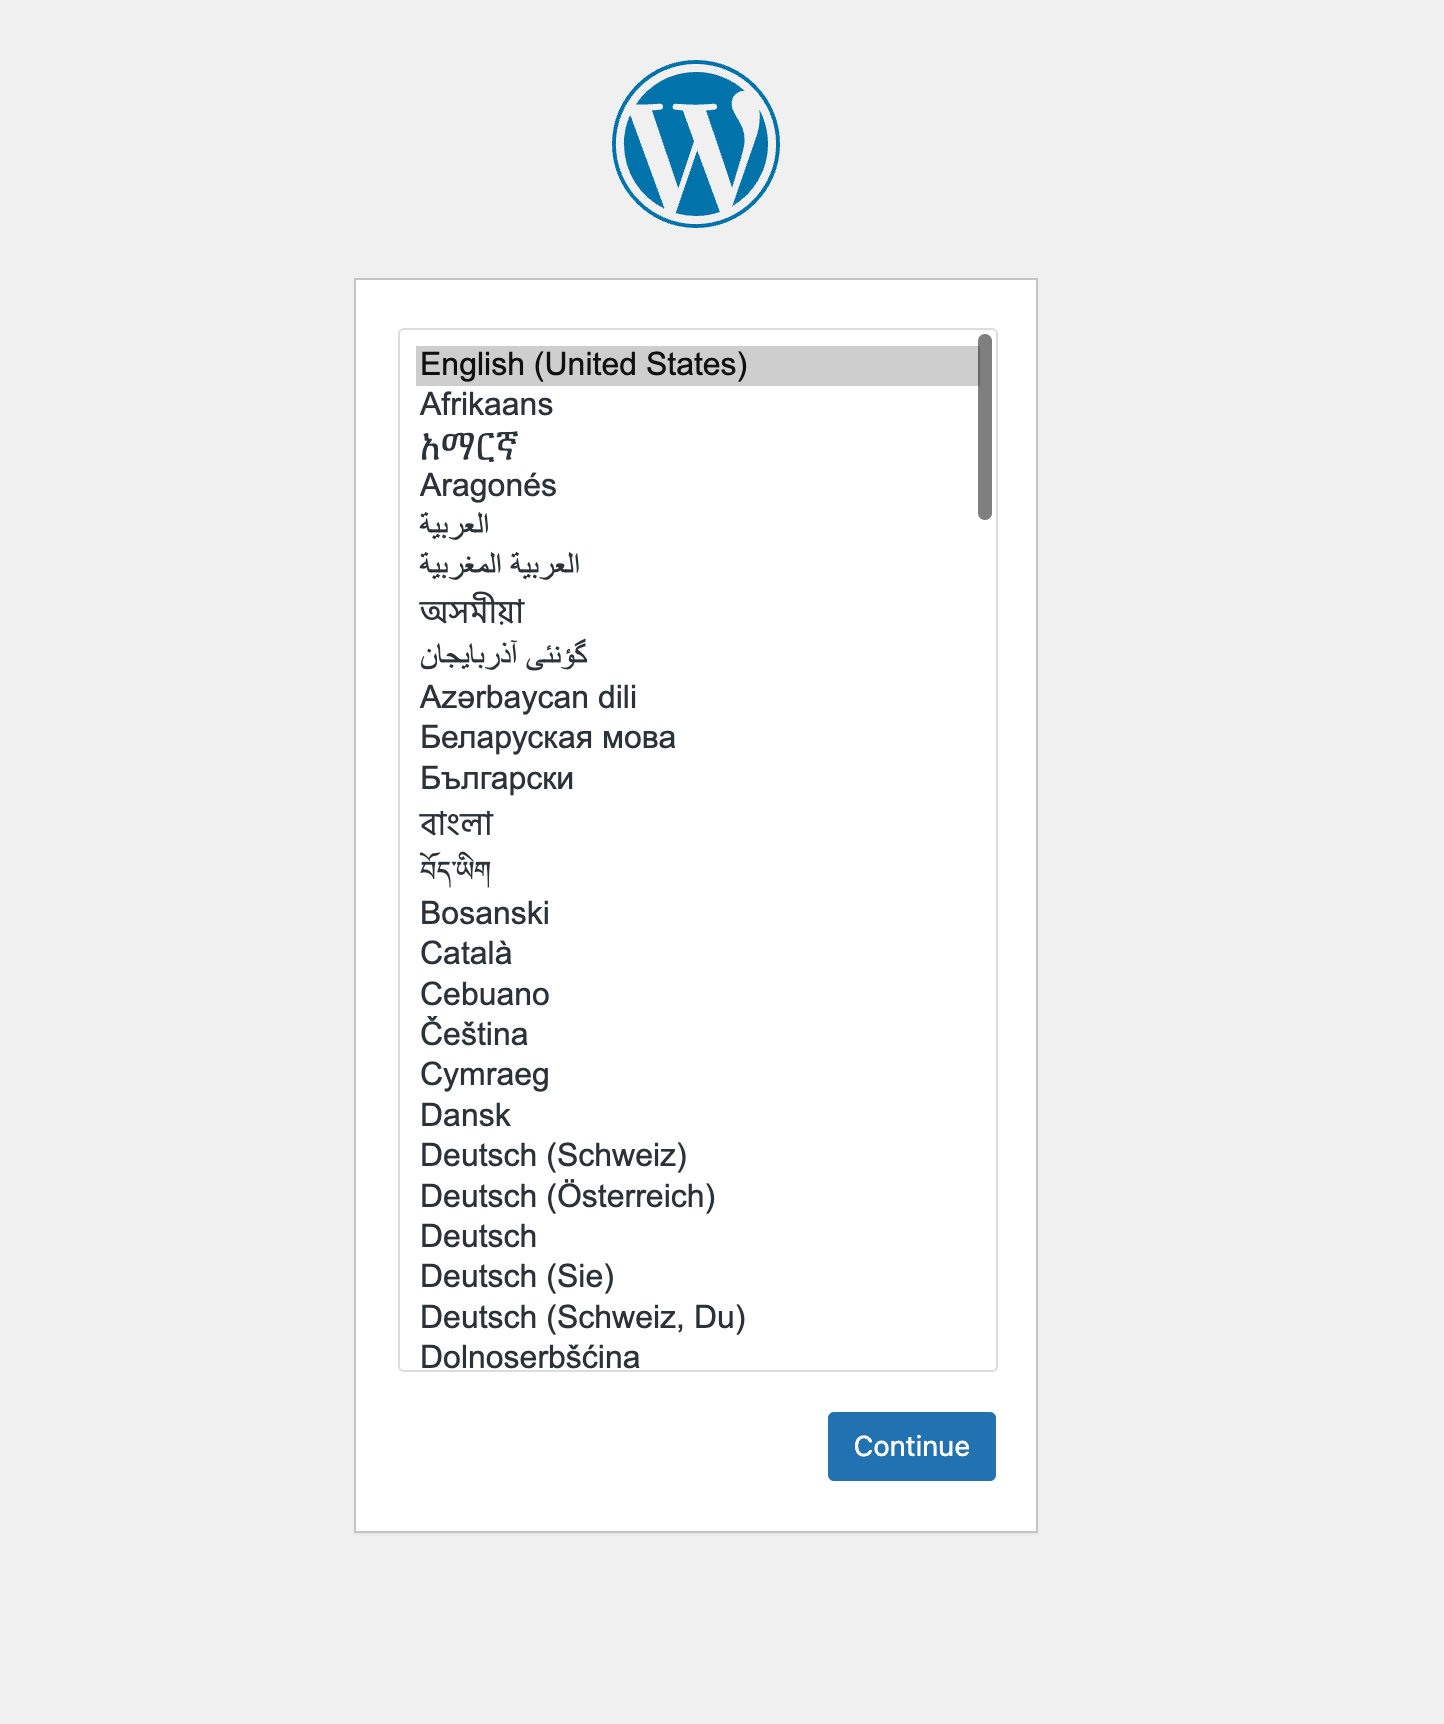 English (United States)
Afrikaans
አማርኛ
Aragonés
العربية
العربية المغربية
অসমীয়া
گؤنئی آذربایجان
Azərbaycan dili
Беларуская мова
Български
বাংলা
བོད་ཡིག
Bosanski
Català
Cebuano
Čeština
Cymraeg
Dansk
Deutsch (Schweiz)
Deutsch (Österreich)
Deutsch
Deutsch (Sie)
Deutsch (Schweiz, Du)
Dolnoserbšćina
Continue